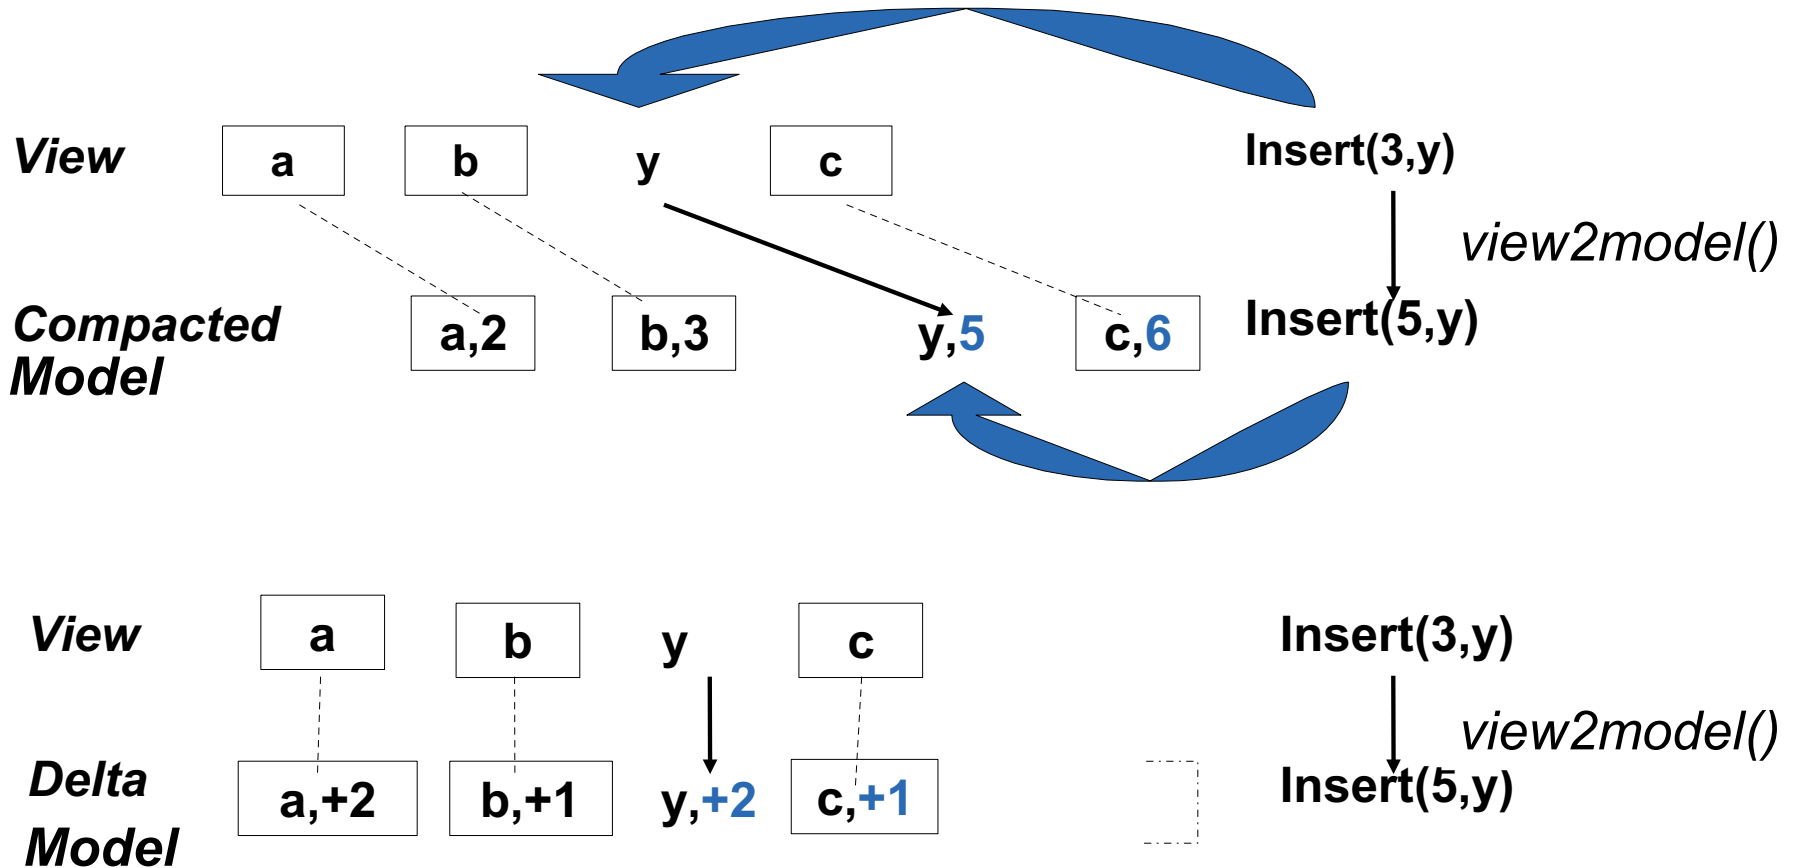 View a b y c Insert(3,y)
view2model()
Compacted Model a,2 b,3 y,5 c,6 Insert(5,y)
View a b y c Insert(3,y)
view2model()
Delta Model a,+2 b,+1 y,+2 c,+1 Insert(5,y)